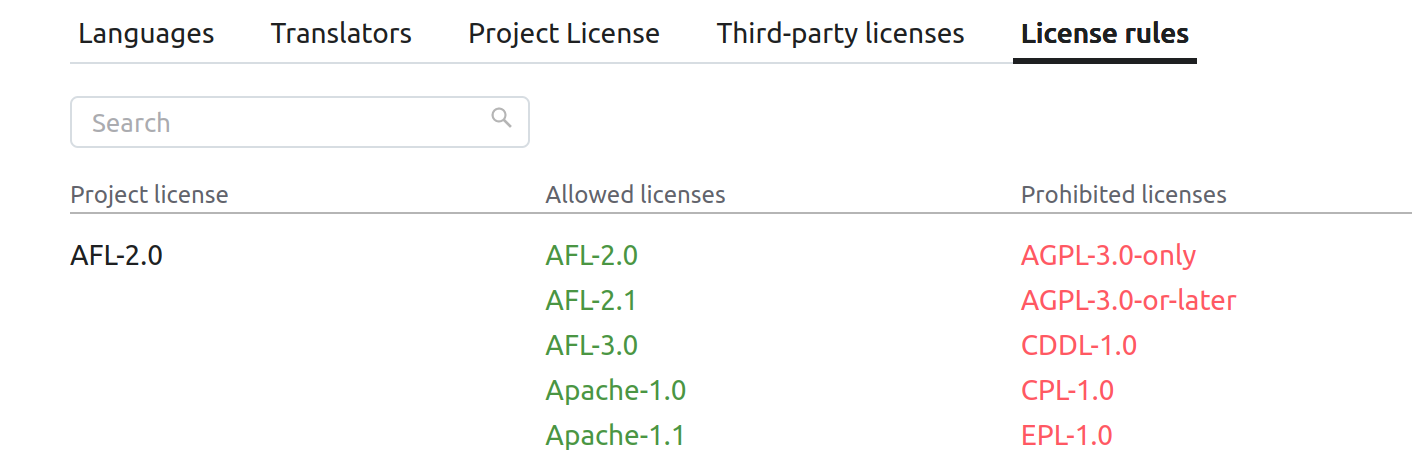 Languages Translators Project License Third-party licenses License rules
Search
Project license Allowed licenses Prohibited licenses
AFL-2.0 AFL-2.0 AGPL-3.0-only
AFL-2.1 AGPL-3.0-or-later
AFL-3.0 CDDL-1.0
Apache-1.0 CPL-1.0
Apache-1.1 EPL-1.0